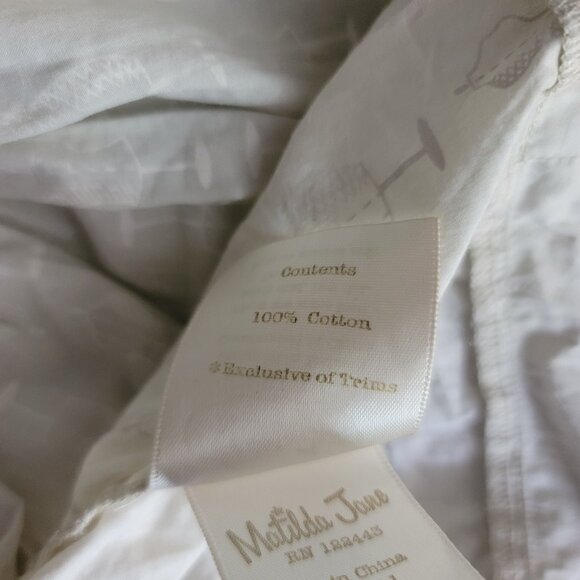 Contents
100% Cotton
*Exclusive of Trims
Matilda Jane
RN 122443
in China